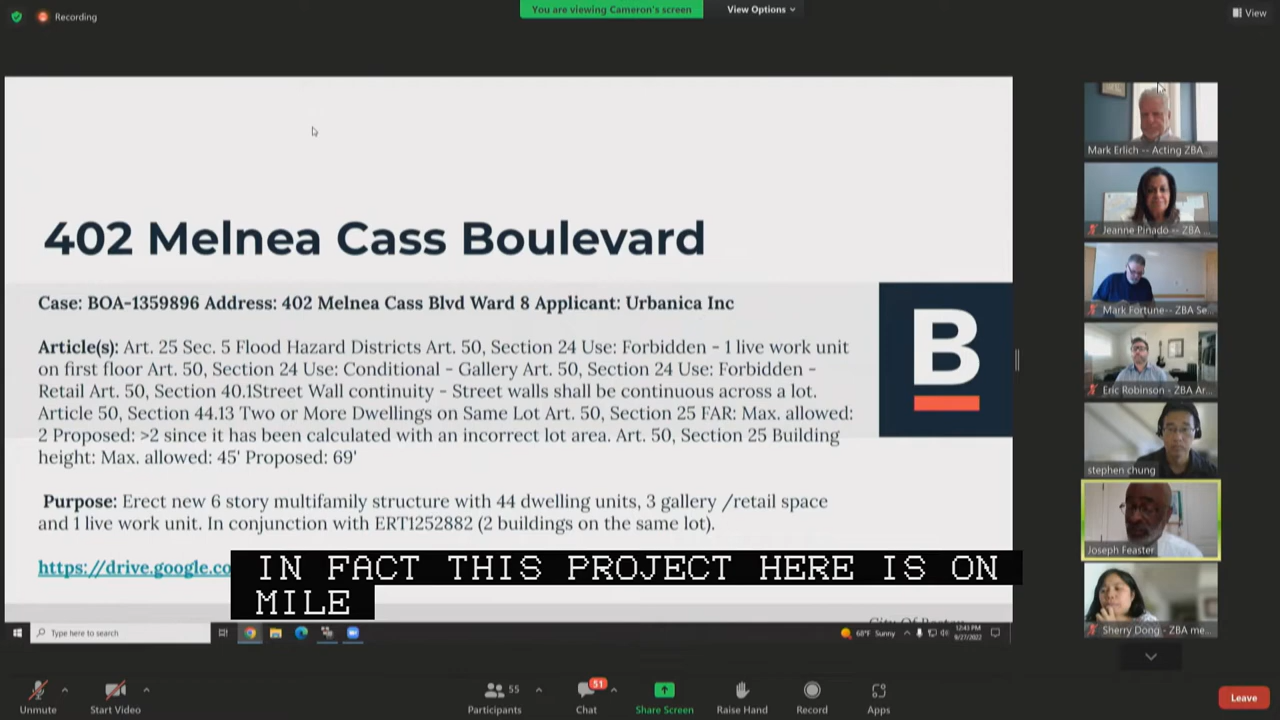 Recording
You are viewing Cameron's screen
View Options
View
402 Melnea Cass Boulevard
Case: BOA-1359896 Address: 402 Melnea Cass Blvd Ward 8 Applicant: Urbanica Inc
Article(s): Art. 25 Sec. 5 Flood Hazard Districts Art. 50, Section 24 Use: Forbidden - 1 live work unit
on first floor Art. 50, Section 24 Use: Conditional - Gallery Art. 50, Section 24 Use: Forbidden -
Retail Art. 50, Section 40.1Street Wall continuity - Street walls shall be continuous across a lot.
Article 50, Section 44.13 Two or More Dwellings on Same Lot Art. 50, Section 25 FAR: Max. allowed:
2 Proposed: >2 since it has been calculated with an incorrect lot area. Art. 50, Section 25 Building
height: Max. allowed: 45' Proposed: 69'
B
Purpose: Erect new 6 story multifamily structure with 44 dwelling units, 3 gallery /retail space
and 1 live work unit. In conjunction with ERT1252882 (2 buildings on the same lot).
https://drive.google.co
IN FACT THIS PROJECT HERE IS ON
MILE
Mark Erlich -- Acting ZBA ...
Jeanne Pinado -- ZBA ...
Mark Fortune-- ZBA Se...
Eric Robinson - ZBA Ar...
stephen chung
Joseph Feaster
Sherry Dong - ZBA me...
Type here to search
68°F Sunny
12:43 PM
9/27/2022
Unmute
Start Video
Participants
55
Chat
51
Share Screen
Raise Hand
Record
Apps
Leave